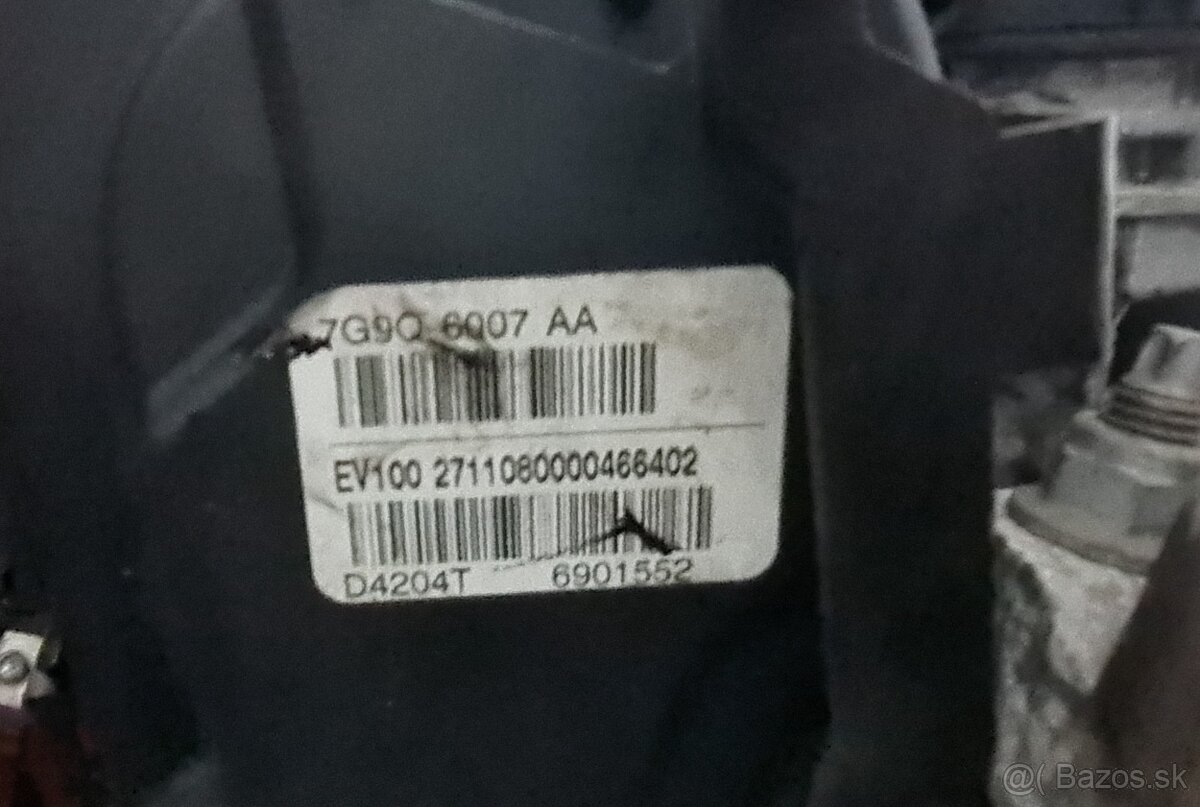 7G9Q 6007 AA
EV100 2711080000466402
D4204T 6901552
@( Bazos.sk